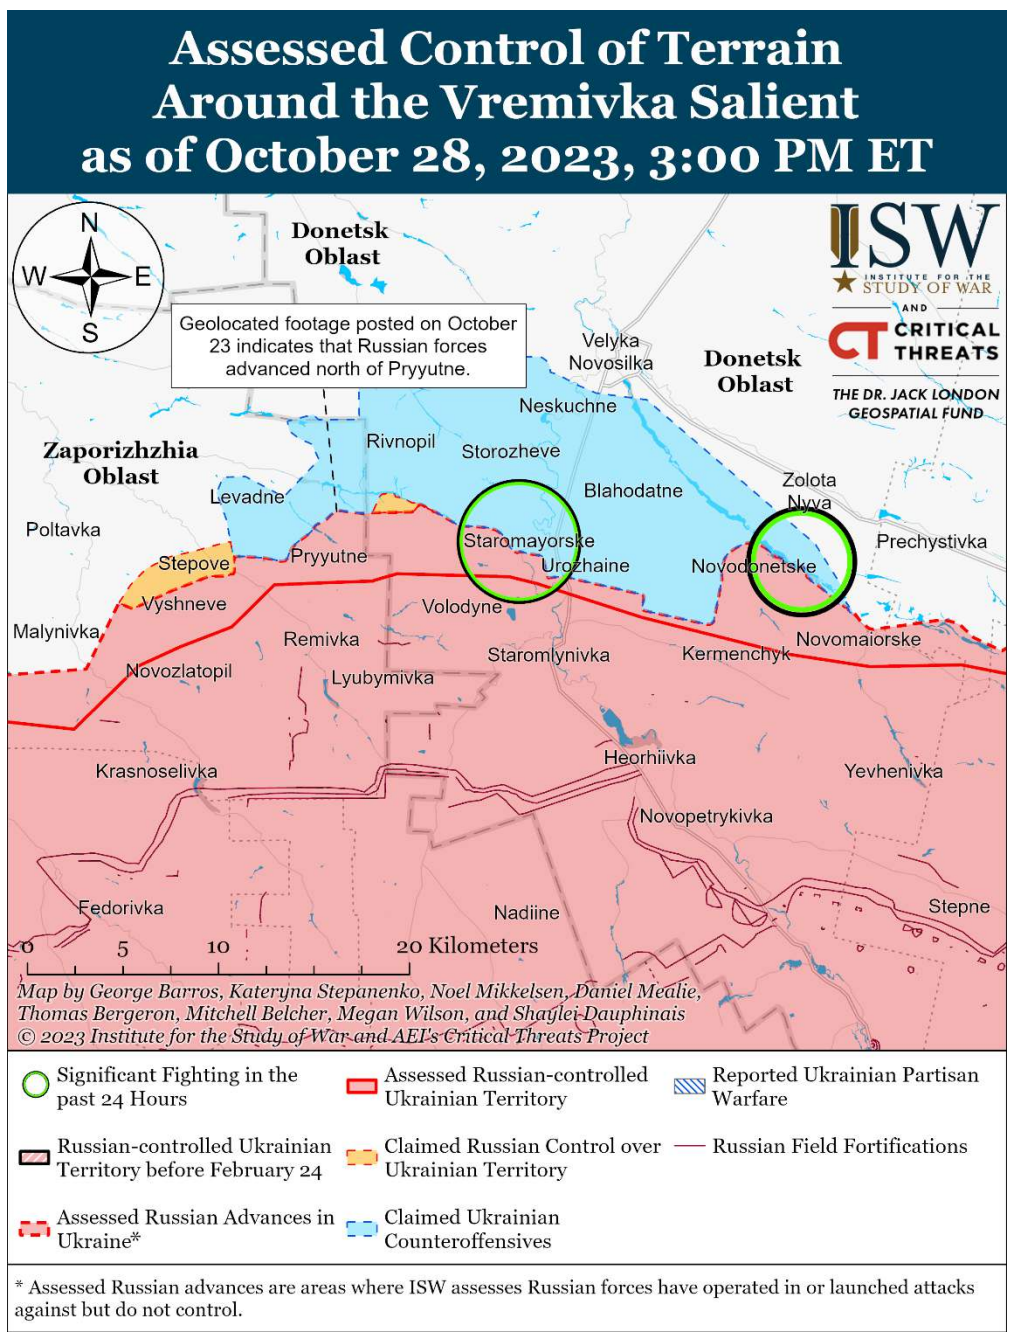 Assessed Control of Terrain
Around the Vremivka Salient
as of October 28, 2023, 3:00 PM ET
N
W
E
S
Donetsk
Oblast
ISW
INSTITUTE FOR THE
STUDY OF WAR
AND
CT CRITICAL
THREATS
THE DR. JACK LONDON
GEOSPATIAL FUND
Geolocated footage posted on October
23 indicates that Russian forces
advanced north of Pryyutne.
Velyka
Novosilka
Donetsk
Oblast
Neskuchne
Zaporizhzhia
Oblast
Rivnopil
Storozheve
Levadne
Blahodatne
Zolota
Nyva
Poltavka
Staromayorske
Prechystivka
Stepove
Pryyutne
Urozhaine
Novodonetske
Vyshneve
Volodyne
Malynivka
Remivka
Staromlynivka
Kermenchyk
Novomaiorske
Novozlatopil
Lyubymivka
Krasnoselivka
Heorhiivka
Yevhenivka
Novopetrykivka
Fedorivka
Nadiine
Stepne
0 5 10 20 Kilometers
Map by George Barros, Kateryna Stepanenko, Noel Mikkelsen, Daniel Mealie,
Thomas Bergeron, Mitchell Belcher, Megan Wilson, and Shaylei Dauphinais
© 2023 Institute for the Study of War and AEI's Critical Threats Project
Significant Fighting in the
past 24 Hours
Assessed Russian-controlled
Ukrainian Territory
Reported Ukrainian Partisan
Warfare
Russian-controlled Ukrainian
Territory before February 24
Claimed Russian Control over
Ukrainian Territory
Russian Field Fortifications
Assessed Russian Advances in
Ukraine*
Claimed Ukrainian
Counteroffensives
* Assessed Russian advances are areas where ISW assesses Russian forces have operated in or launched attacks
against but do not control.